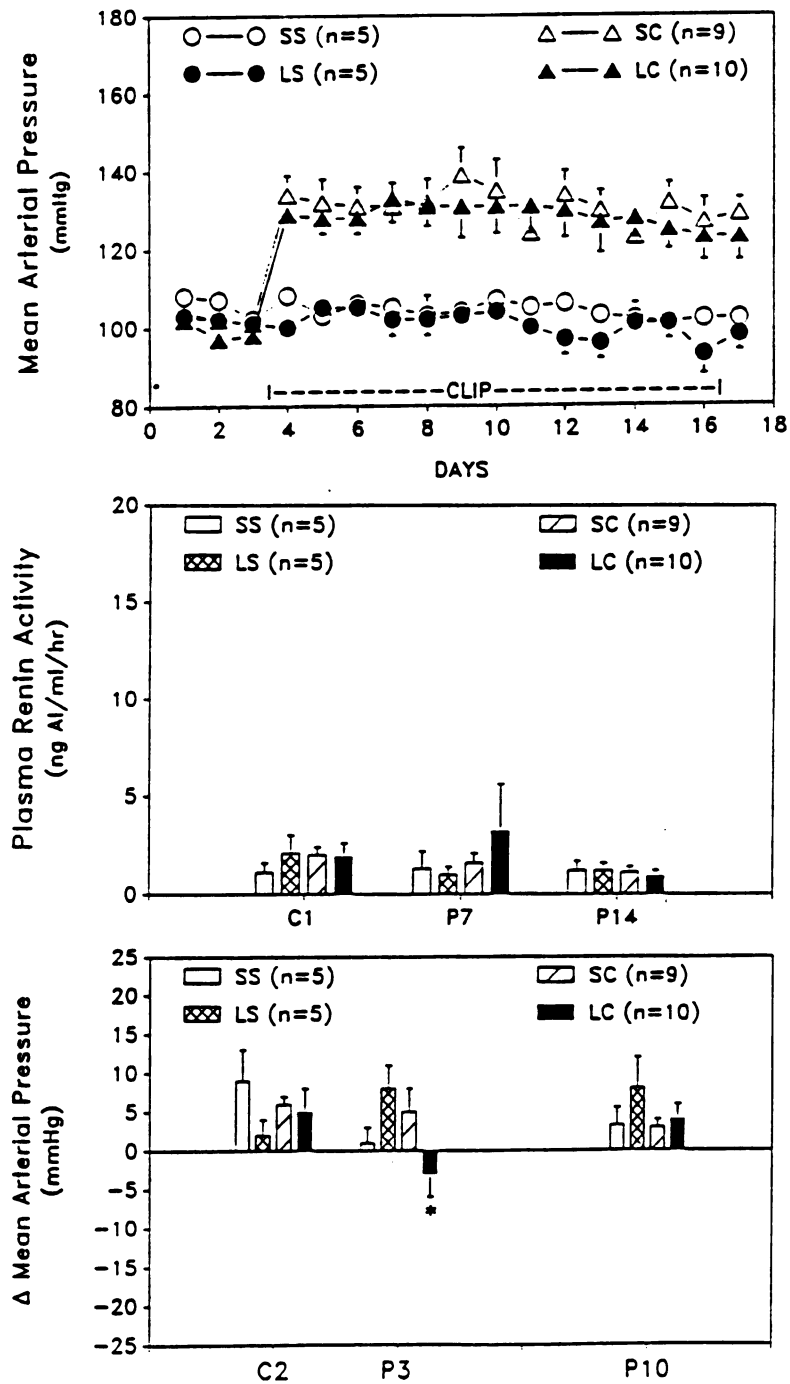 Mean Arterial Pressure
(mmHg)
180
160
140
120
100
80
SS (n=5)
LS (n=5)
SC (n=9)
LC (n=10)
CLIP
0 2 4 6 8 10 12 14 16 18
DAYS
Plasma Renin Activity
(ng AI/ml/hr)
20
15
10
5
0
SS (n=5)
LS (n=5)
SC (n=9)
LC (n=10)
C1 P7 P14
Δ Mean Arterial Pressure
(mmHg)
25
20
15
10
5
0
−5
−10
−15
−20
−25
SS (n=5)
LS (n=5)
SC (n=9)
LC (n=10)
*
C2 P3 P10